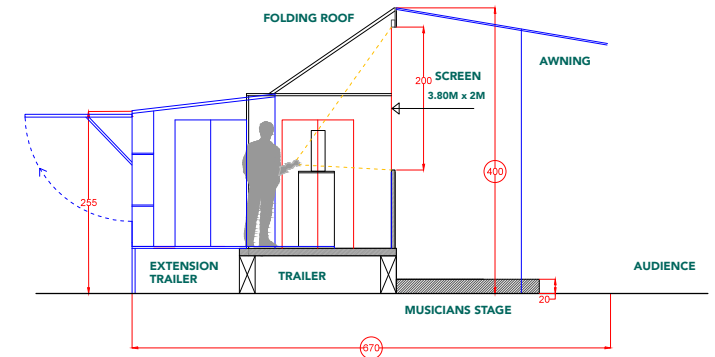 FOLDING ROOF
AWNING
200
SCREEN
3.80M x 2M
400
255
EXTENSION
TRAILER
TRAILER
AUDIENCE
20
MUSICIANS STAGE
670